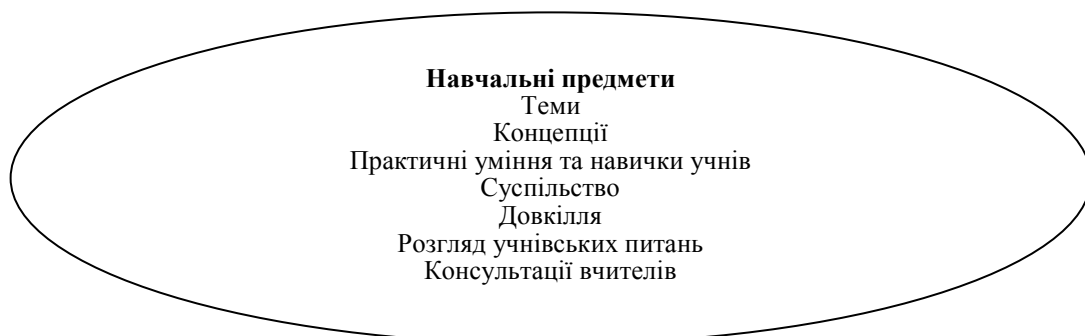 Навчальні предмети
Теми
Концепції
Практичні уміння та навички учнів
Суспільство
Довкілля
Розгляд учнівських питань
Консультації вчителів